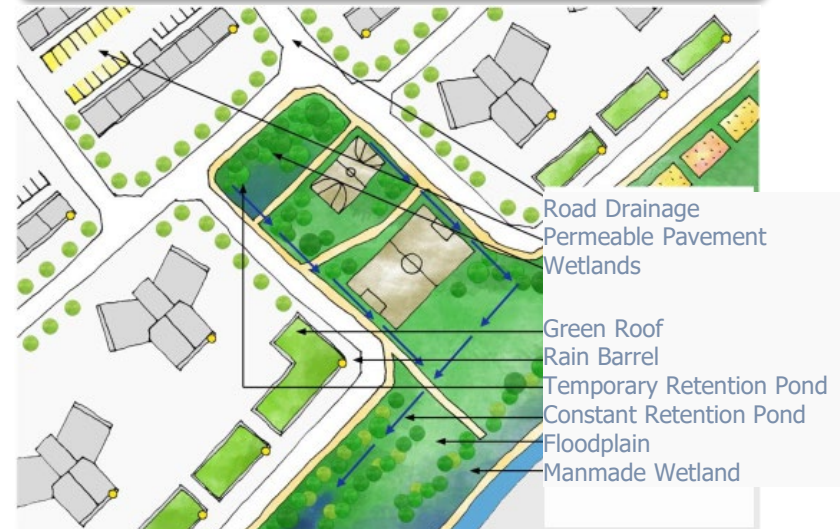 Road Drainage
Permeable Pavement
Wetlands
Green Roof
Rain Barrel
Temporary Retention Pond
Constant Retention Pond
Floodplain
Manmade Wetland